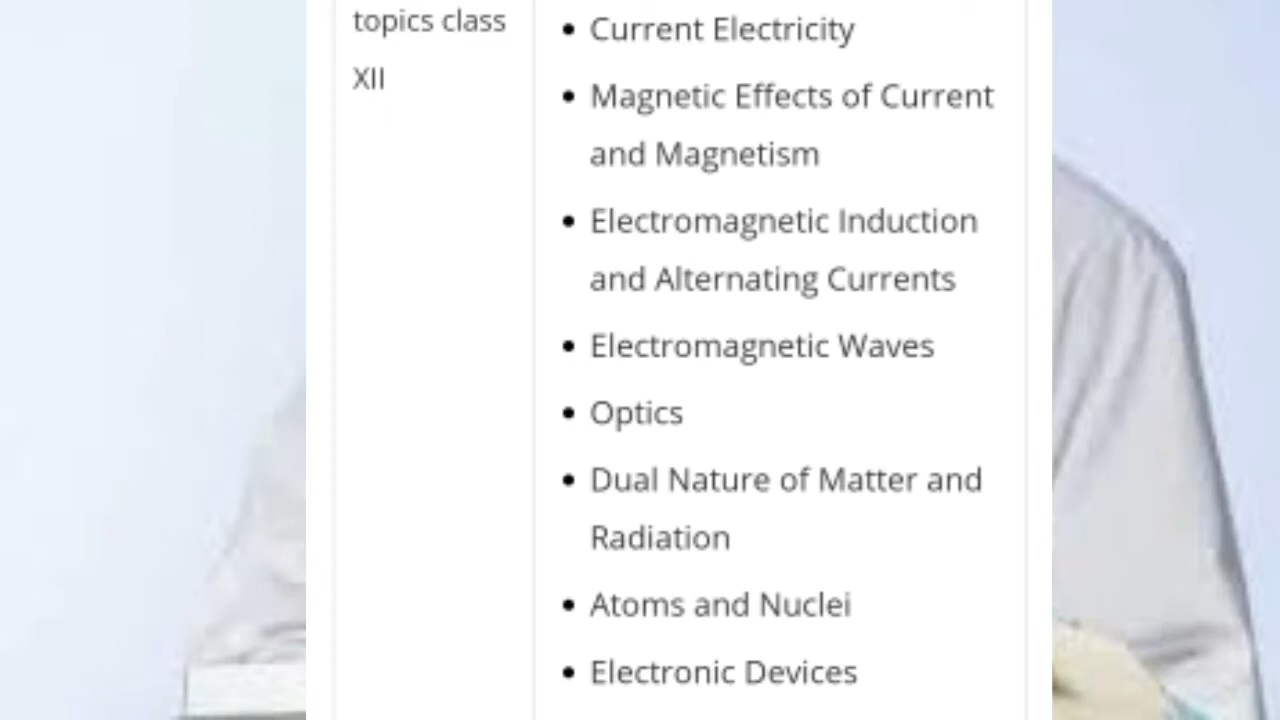 topics class
XII
• Current Electricity
• Magnetic Effects of Current
and Magnetism
• Electromagnetic Induction
and Alternating Currents
• Electromagnetic Waves
• Optics
• Dual Nature of Matter and
Radiation
• Atoms and Nuclei
• Electronic Devices